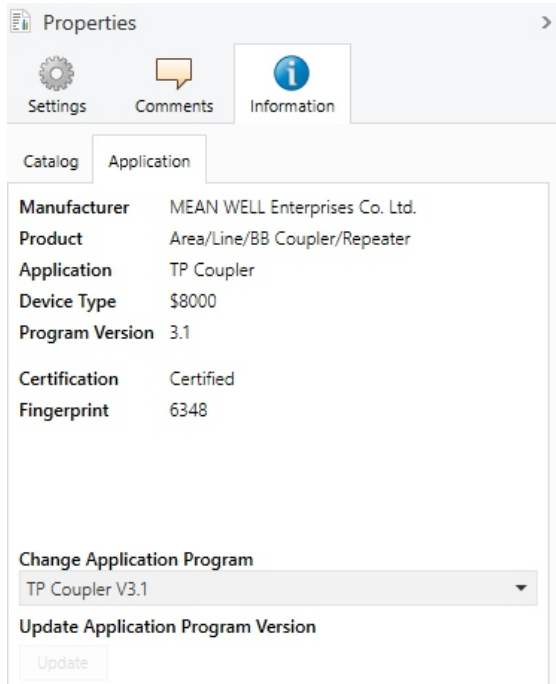 Properties
Settings Comments Information
Catalog Application
Manufacturer MEAN WELL Enterprises Co. Ltd.
Product Area/Line/BB Coupler/Repeater
Application TP Coupler
Device Type $8000
Program Version 3.1
Certification Certified
Fingerprint 6348
Change Application Program
TP Coupler V3.1
Update Application Program Version
Update